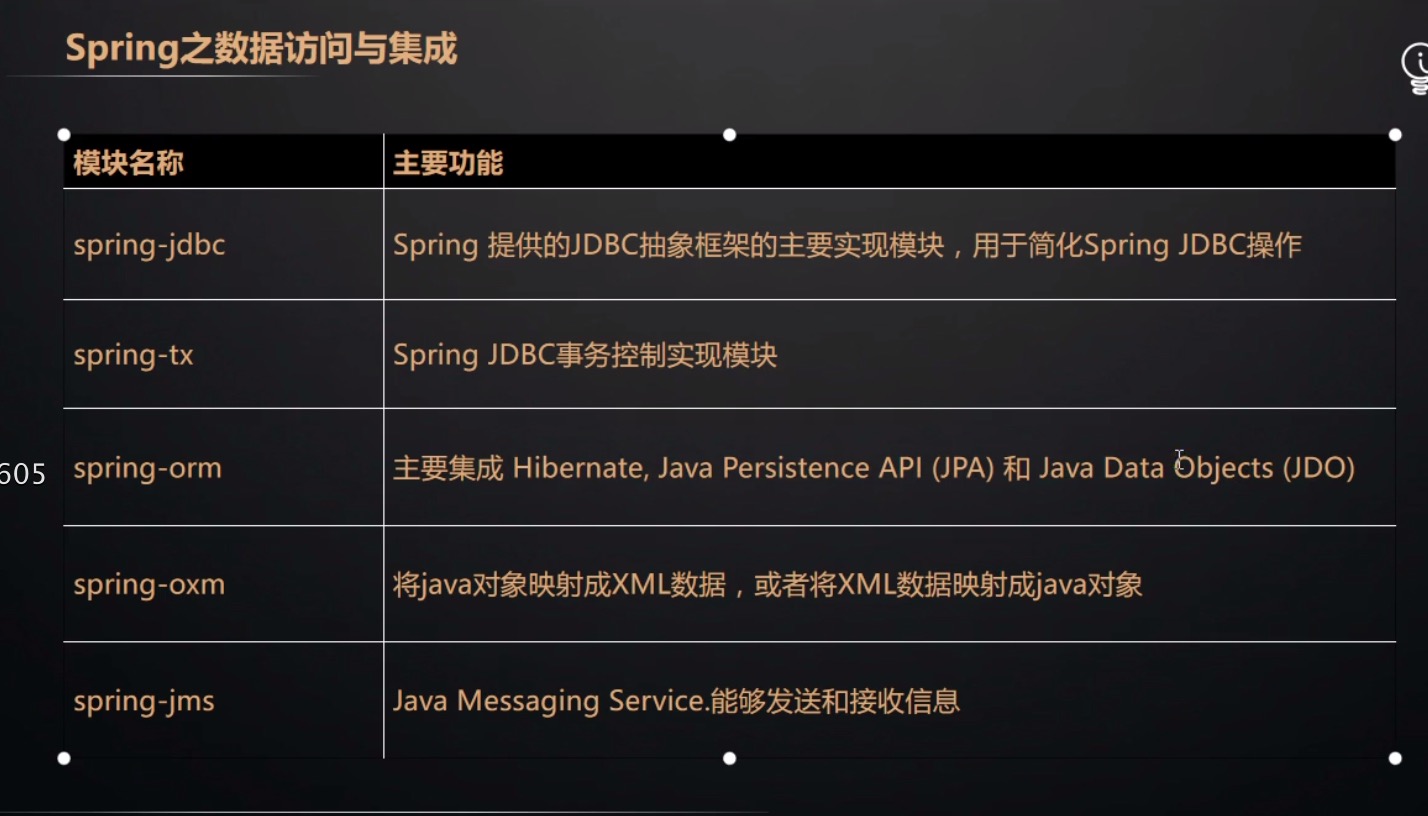 Spring之数据访问与集成
模块名称 主要功能
spring-jdbc Spring 提供的JDBC抽象框架的主要实现模块，用于简化Spring JDBC操作
spring-tx Spring JDBC事务控制实现模块
605
spring-orm 主要集成 Hibernate, Java Persistence API (JPA) 和 Java Data Objects (JDO)
spring-oxm 将java对象映射成XML数据，或者将XML数据映射成java对象
spring-jms Java Messaging Service.能够发送和接收信息